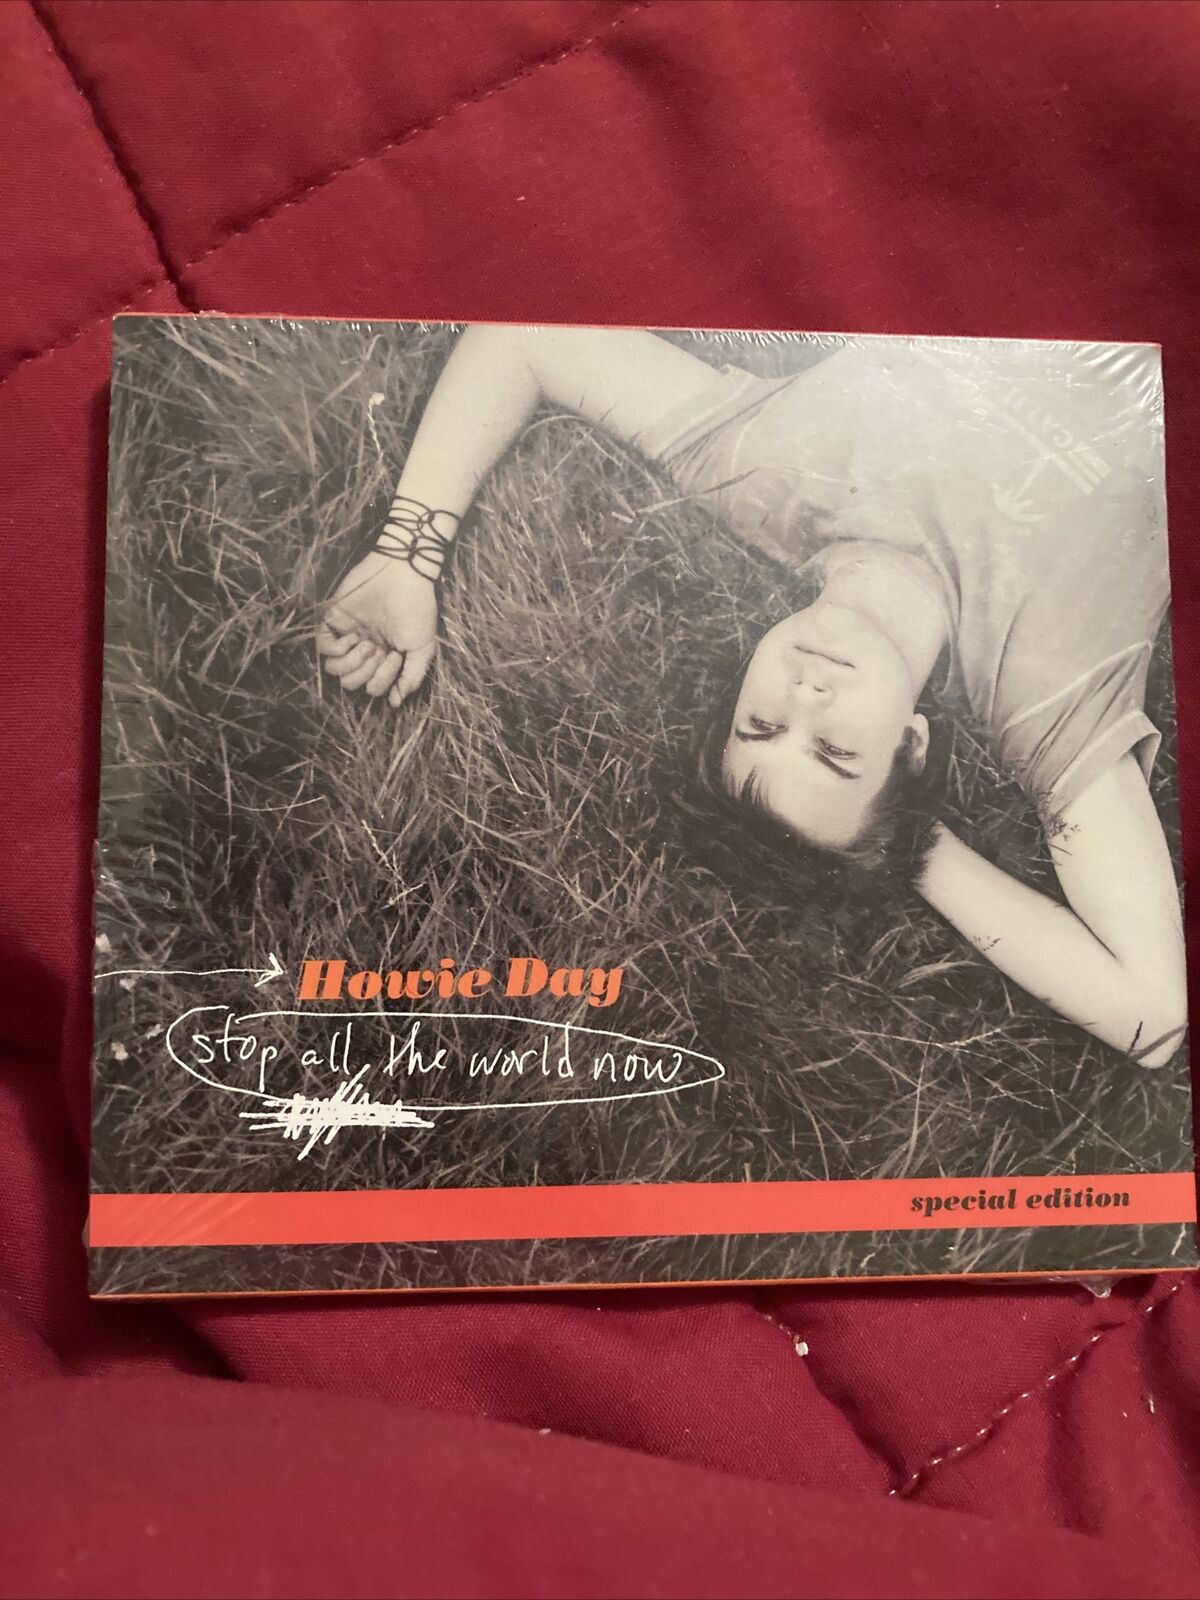 Howie Day
stop all the world now
special edition